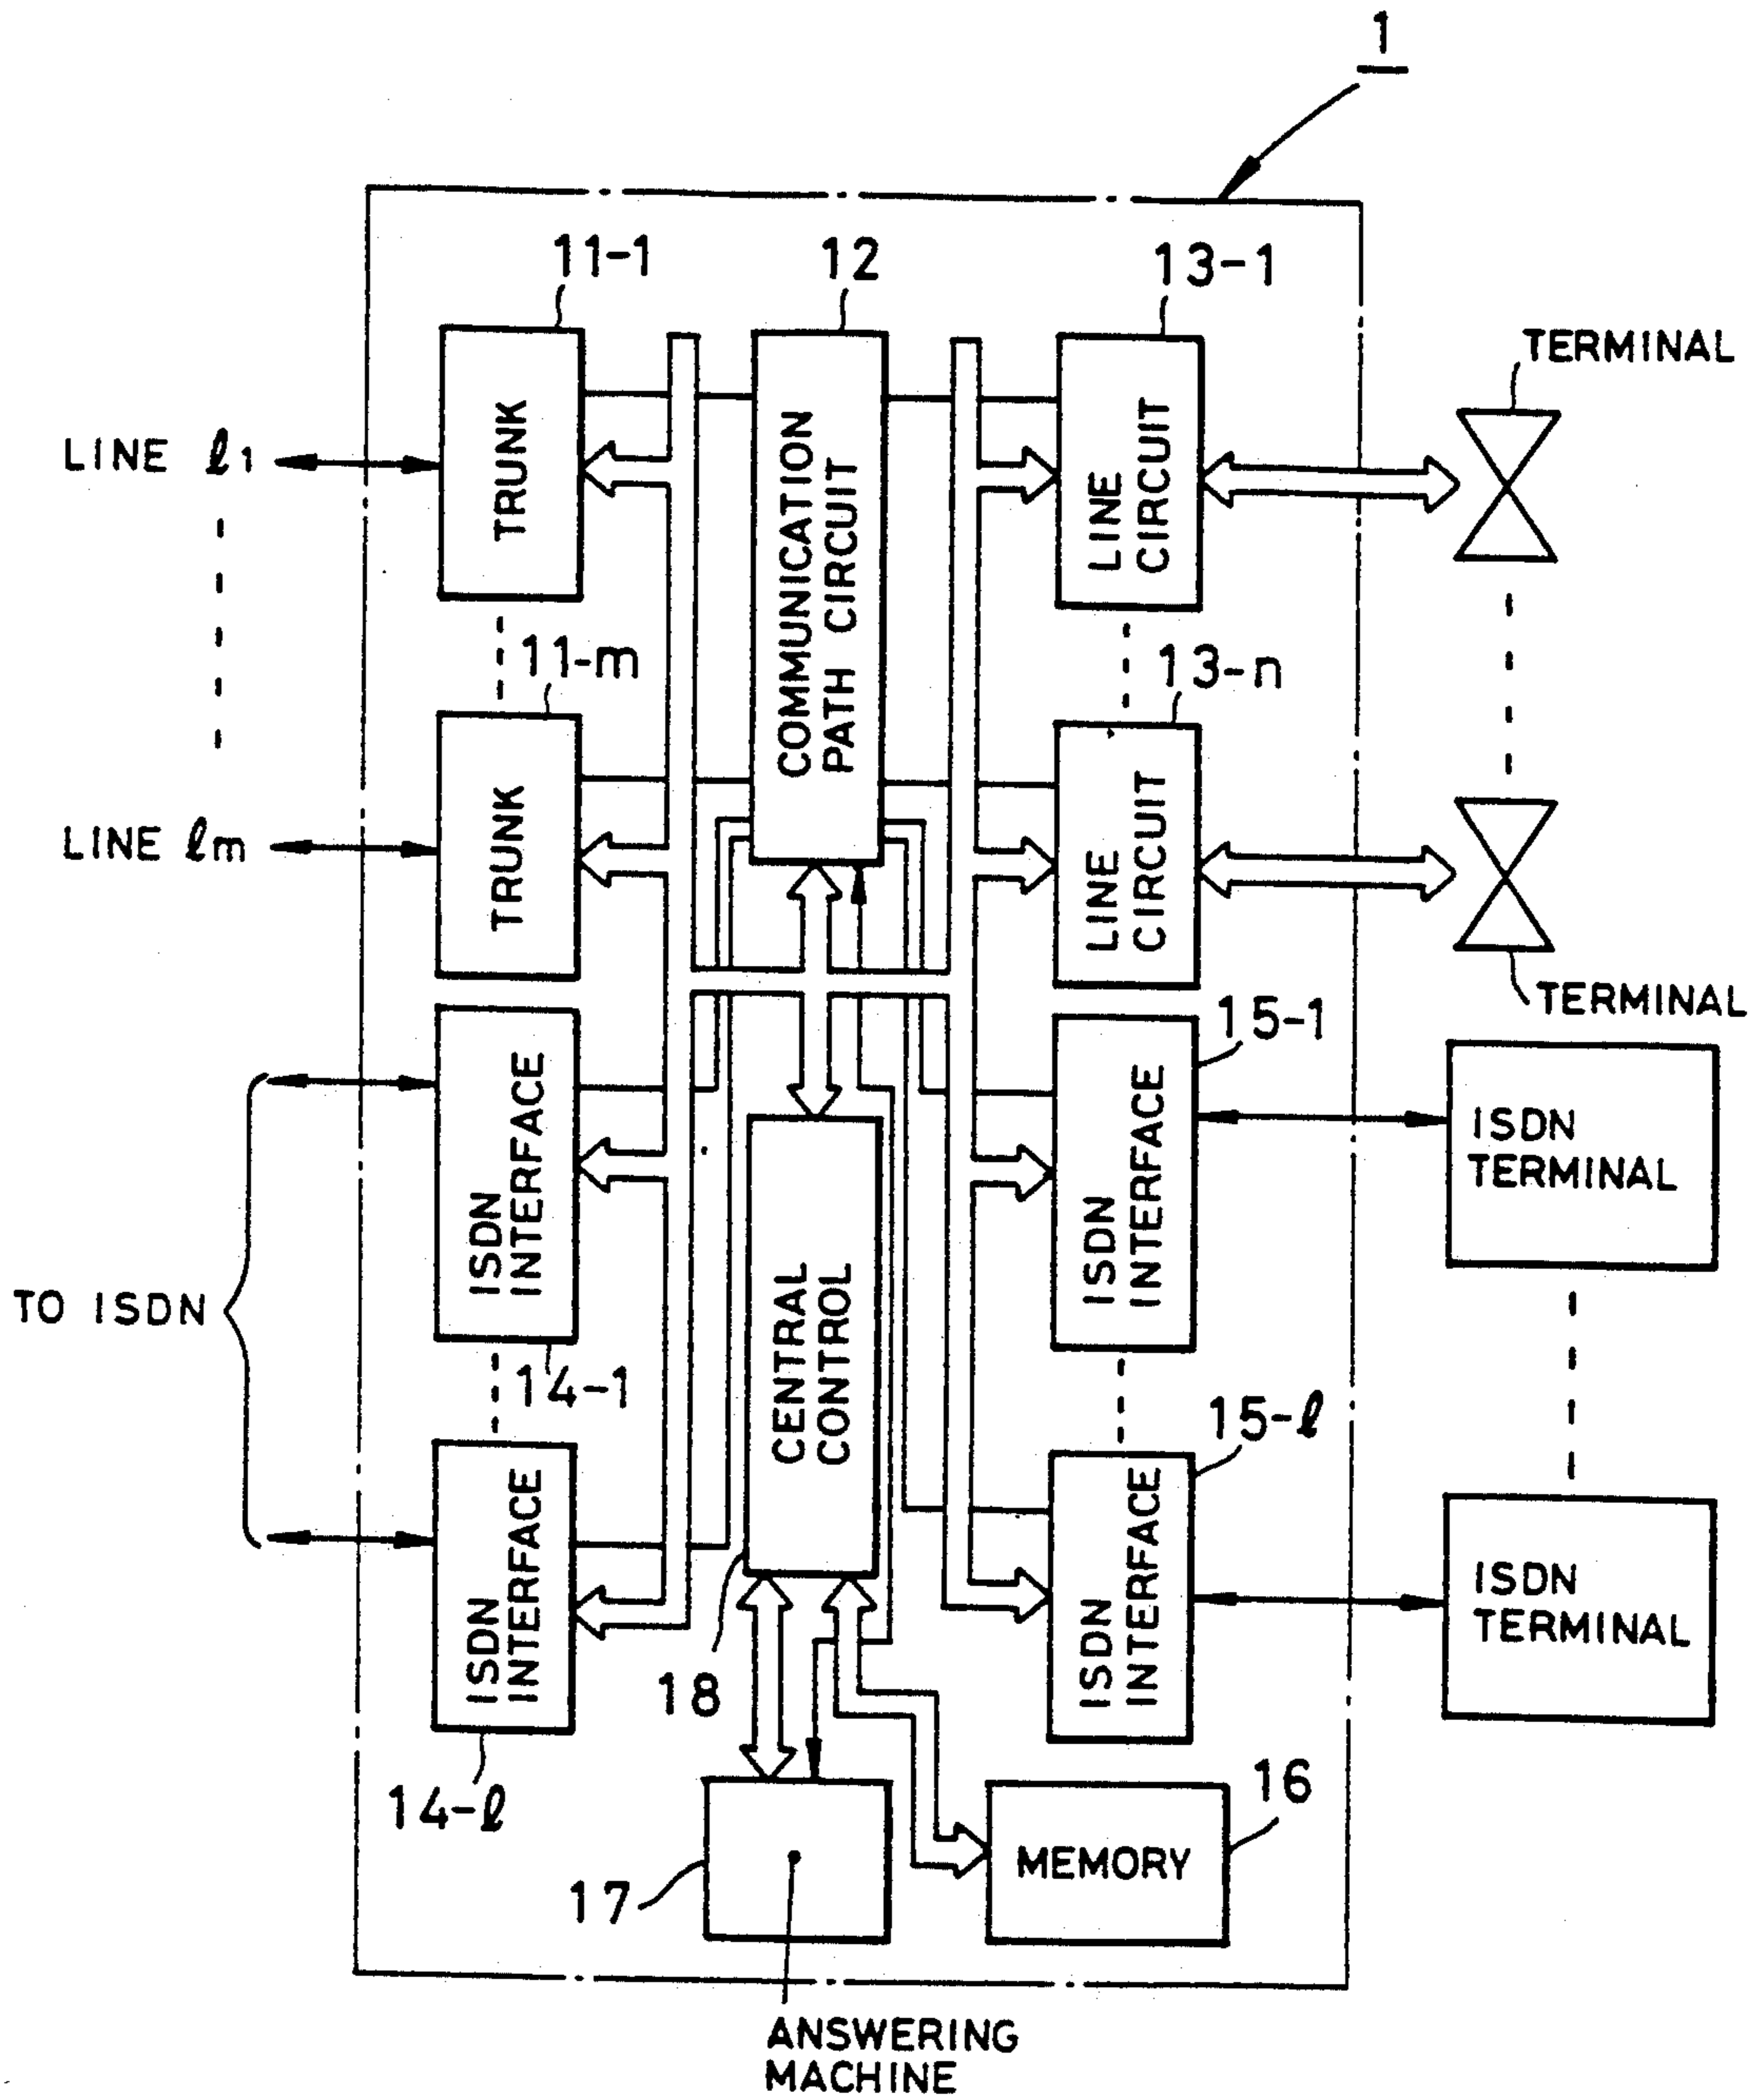 1
11-1
12
13-1
TERMINAL
LINE ℓ1
TRUNK
COMMUNICATION
PATH CIRCUIT
LINE
CIRCUIT
11-m
13-n
LINE ℓm
TRUNK
LINE
CIRCUIT
TERMINAL
15-1
ISDN
INTERFACE
ISDN
INTERFACE
ISDN
TERMINAL
TO ISDN
CENTRAL
CONTROL
14-1
15-ℓ
ISDN
INTERFACE
ISDN
INTERFACE
ISDN
TERMINAL
18
14-ℓ
16
MEMORY
17
ANSWERING
MACHINE